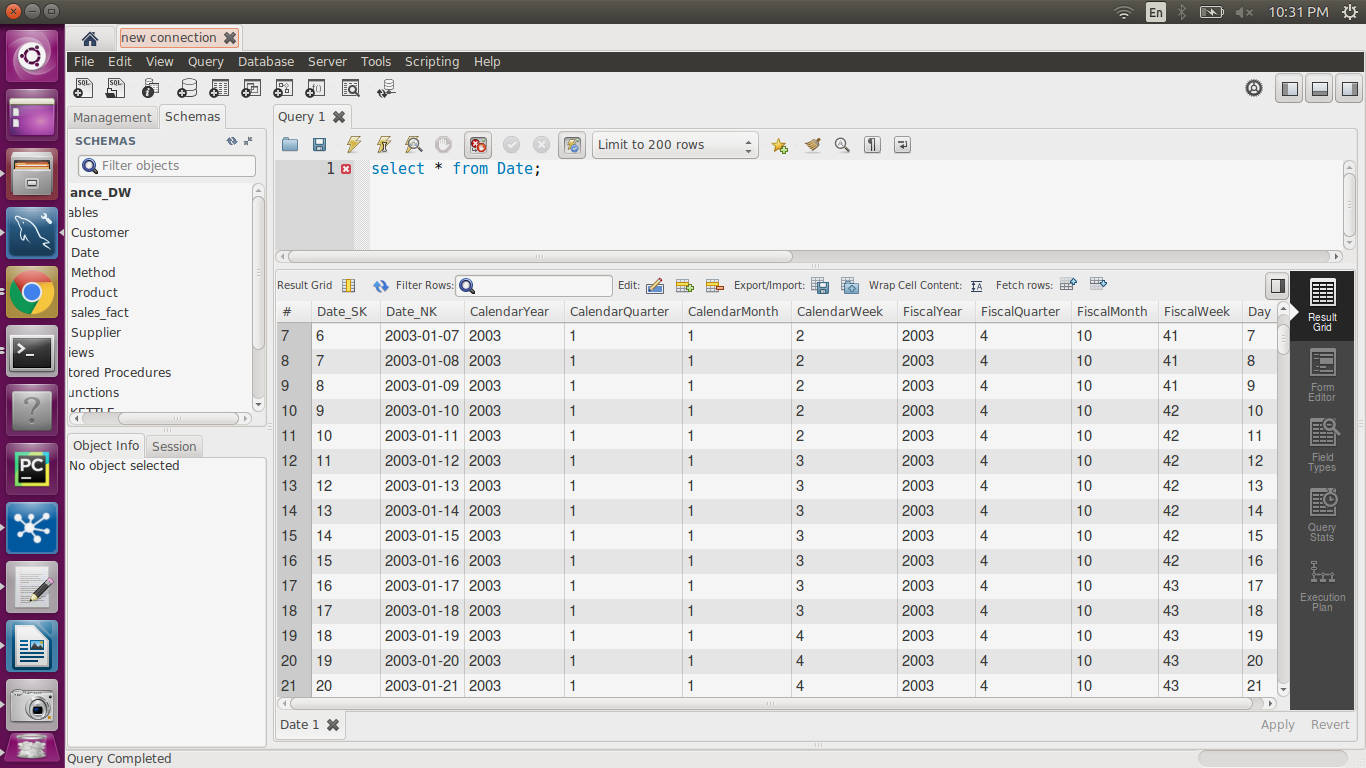 En 10:31 PM
new connection
File Edit View Query Database Server Tools Scripting Help
Management Schemas
Query 1
SCHEMAS
Filter objects
ance_DW
ables
Customer
Date
Method
Product
sales_fact
Supplier
iews
tored Procedures
unctions
Object Info Session
No object selected
Limit to 200 rows
1 select * from Date;
Result Grid Filter Rows: Edit: Export/Import: Wrap Cell Content: Fetch rows:
# Date_SK Date_NK CalendarYear CalendarQuarter CalendarMonth CalendarWeek FiscalYear FiscalQuarter FiscalMonth FiscalWeek Day
7 6 2003-01-07 2003 1 1 2 2003 4 10 41 7
8 7 2003-01-08 2003 1 1 2 2003 4 10 41 8
9 8 2003-01-09 2003 1 1 2 2003 4 10 41 9
10 9 2003-01-10 2003 1 1 2 2003 4 10 42 10
11 10 2003-01-11 2003 1 1 2 2003 4 10 42 11
12 11 2003-01-12 2003 1 1 3 2003 4 10 42 12
13 12 2003-01-13 2003 1 1 3 2003 4 10 42 13
14 13 2003-01-14 2003 1 1 3 2003 4 10 42 14
15 14 2003-01-15 2003 1 1 3 2003 4 10 42 15
16 15 2003-01-16 2003 1 1 3 2003 4 10 42 16
17 16 2003-01-17 2003 1 1 3 2003 4 10 43 17
18 17 2003-01-18 2003 1 1 3 2003 4 10 43 18
19 18 2003-01-19 2003 1 1 4 2003 4 10 43 19
20 19 2003-01-20 2003 1 1 4 2003 4 10 43 20
21 20 2003-01-21 2003 1 1 4 2003 4 10 43 21
Result
Grid
Form
Editor
Field
Types
Query
Stats
Execution
Plan
Date 1 Apply Revert
Query Completed
PC